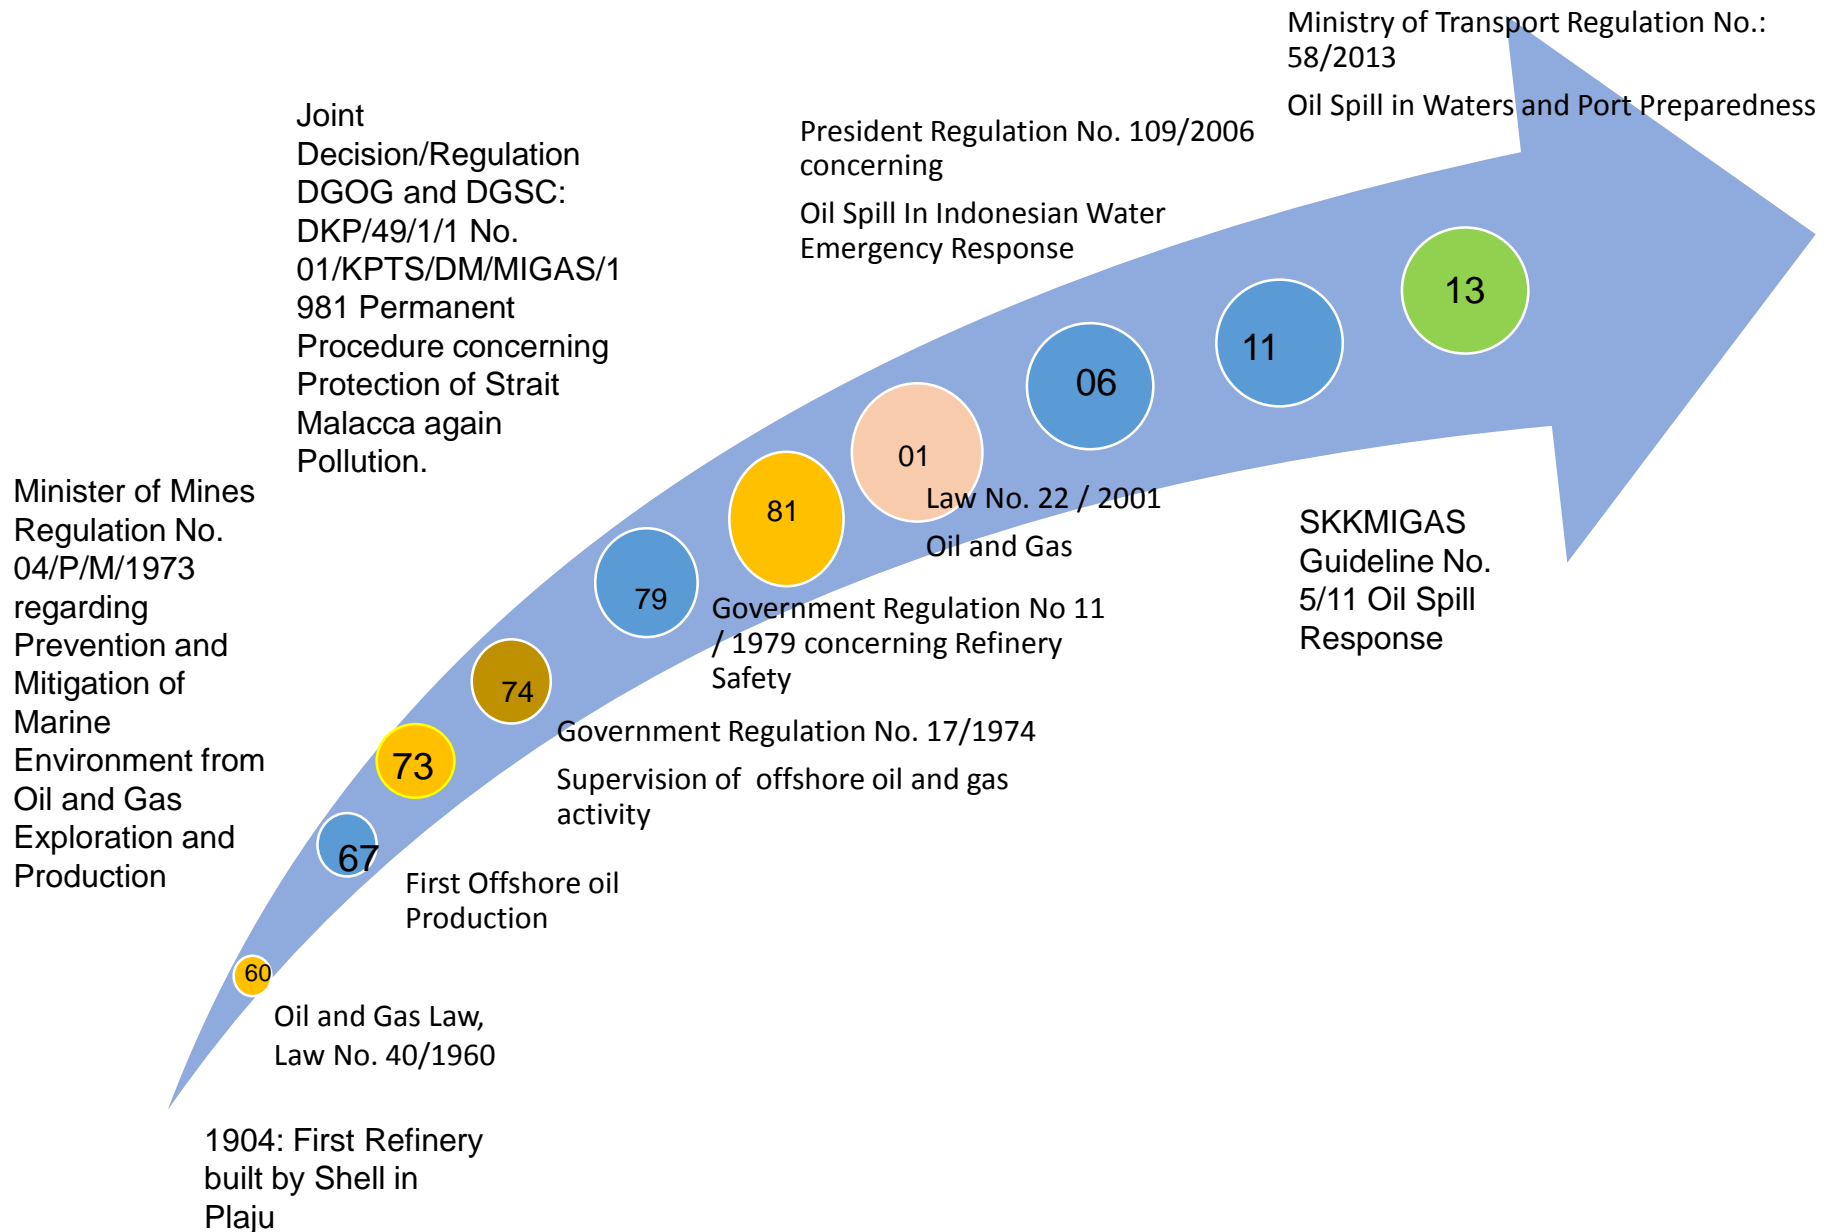 Ministry of Transport Regulation No.:
58/2013
Oil Spill in Waters and Port Preparedness
Joint
Decision/Regulation
DGOG and DGSC:
DKP/49/1/1 No.
01/KPTS/DM/MIGAS/1
981 Permanent
Procedure concerning
Protection of Strait
Malacca again
Pollution.
President Regulation No. 109/2006
concerning
Oil Spill In Indonesian Water
Emergency Response
13
11
06
01
Law No. 22 / 2001
Oil and Gas
81
79
Government Regulation No 11
/ 1979 concerning Refinery
Safety
SKKMIGAS
Guideline No.
5/11 Oil Spill
Response
Minister of Mines
Regulation No.
04/P/M/1973
regarding
Prevention and
Mitigation of
Marine
Environment from
Oil and Gas
Exploration and
Production
74
Government Regulation No. 17/1974
Supervision of offshore oil and gas
activity
73
67
First Offshore oil
Production
60
Oil and Gas Law,
Law No. 40/1960
1904: First Refinery
built by Shell in
Plaju